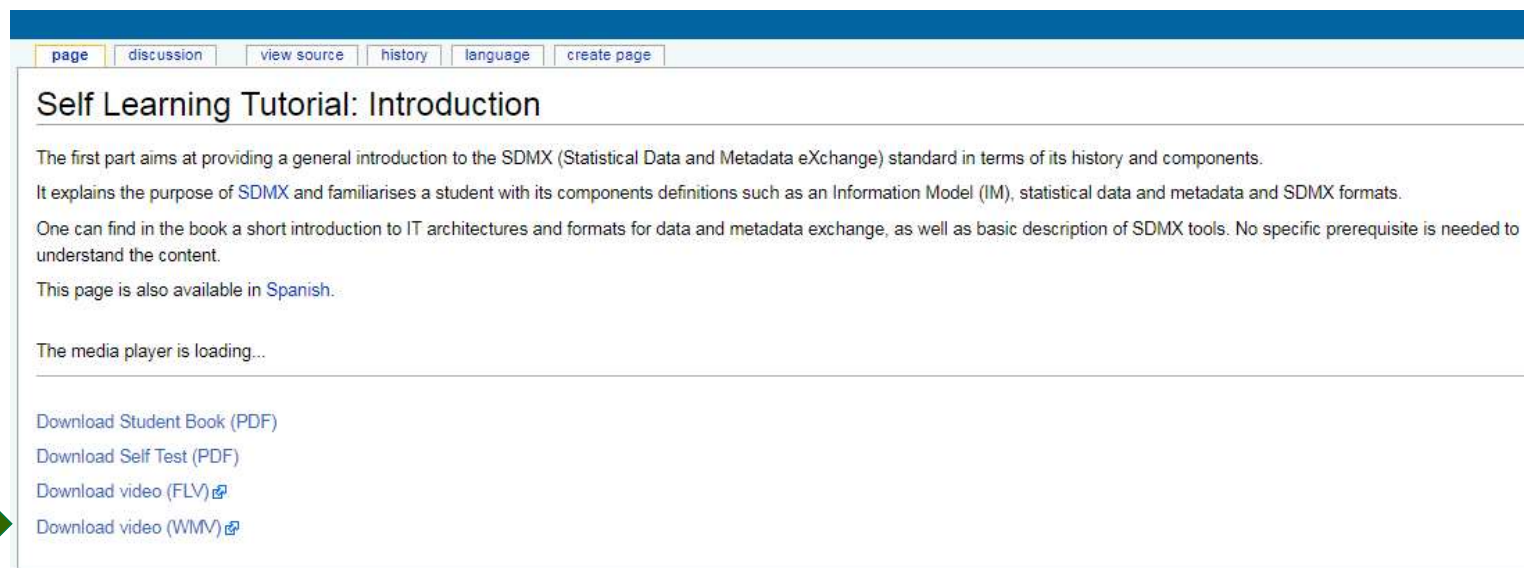 page discussion view source history language create page
Self Learning Tutorial: Introduction
The first part aims at providing a general introduction to the SDMX (Statistical Data and Metadata eXchange) standard in terms of its history and components.
It explains the purpose of SDMX and familiarises a student with its components definitions such as an Information Model (IM), statistical data and metadata and SDMX formats.
One can find in the book a short introduction to IT architectures and formats for data and metadata exchange, as well as basic description of SDMX tools. No specific prerequisite is needed to
understand the content.
This page is also available in Spanish.
The media player is loading...
Download Student Book (PDF)
Download Self Test (PDF)
Download video (FLV)
Download video (WMV)